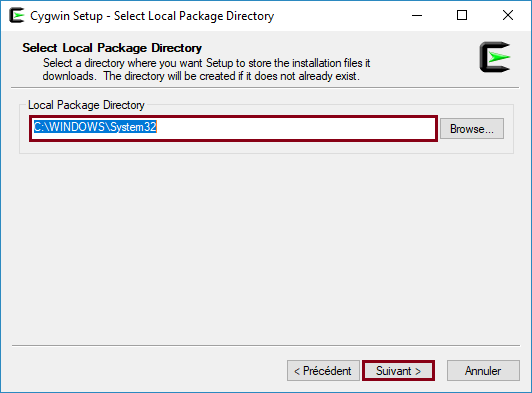 Cygwin Setup - Select Local Package Directory
Select Local Package Directory
Select a directory where you want Setup to store the installation files it
downloads. The directory will be created if it does not already exist.
Local Package Directory
C:\WINDOWS\System32
Browse...
< Précédent
Suivant >
Annuler